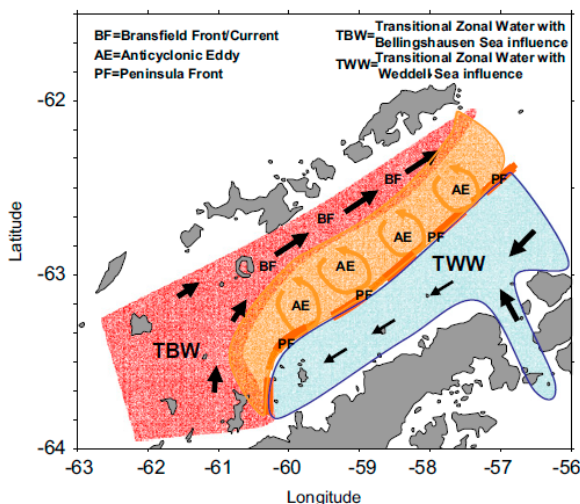 BF=Bransfield Front/Current
AE=Anticyclonic Eddy
PF=Peninsula Front
TBW=Transitional Zonal Water with
Bellingshausen Sea influence
TWW=Transitional Zonal Water with
Weddell Sea influence
-62
-63
-64
Latitude
BF
BF
BF
BF
PF
AE
AE
PF
AE
TWW
AE
PF
PF
TBW
-63
-62
-61
-60
-59
-58
-57
-56
Longitude